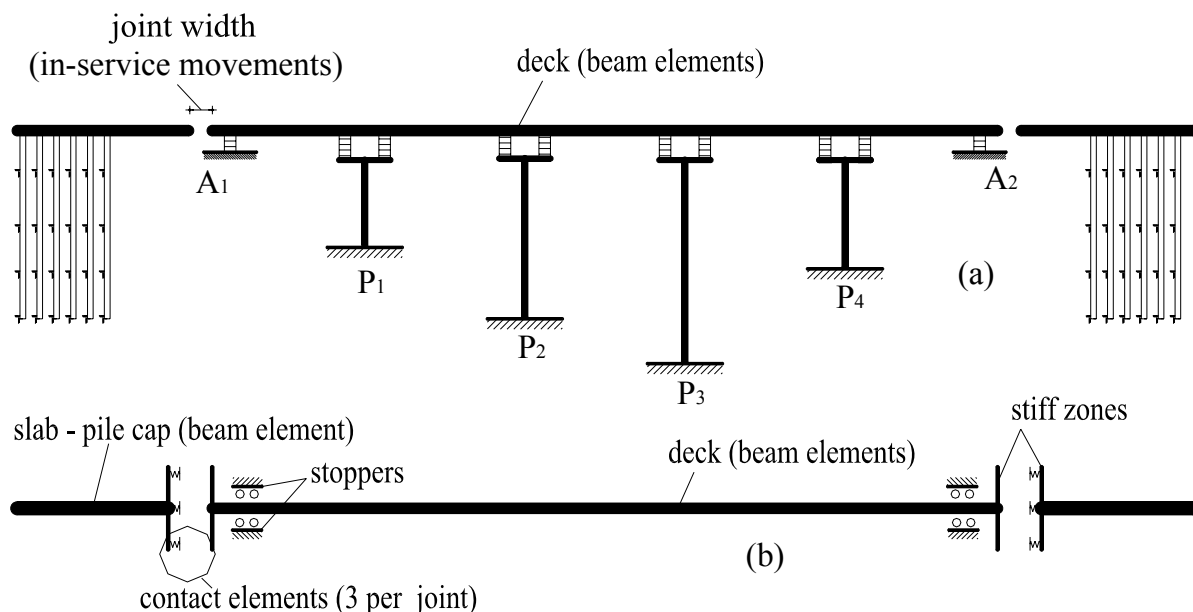 joint width
(in-service movements)
deck (beam elements)
A1
A2
P1
P2
P3
P4
(a)
slab - pile cap (beam element)
stoppers
deck (beam elements)
stiff zones
(b)
contact elements (3 per joint)